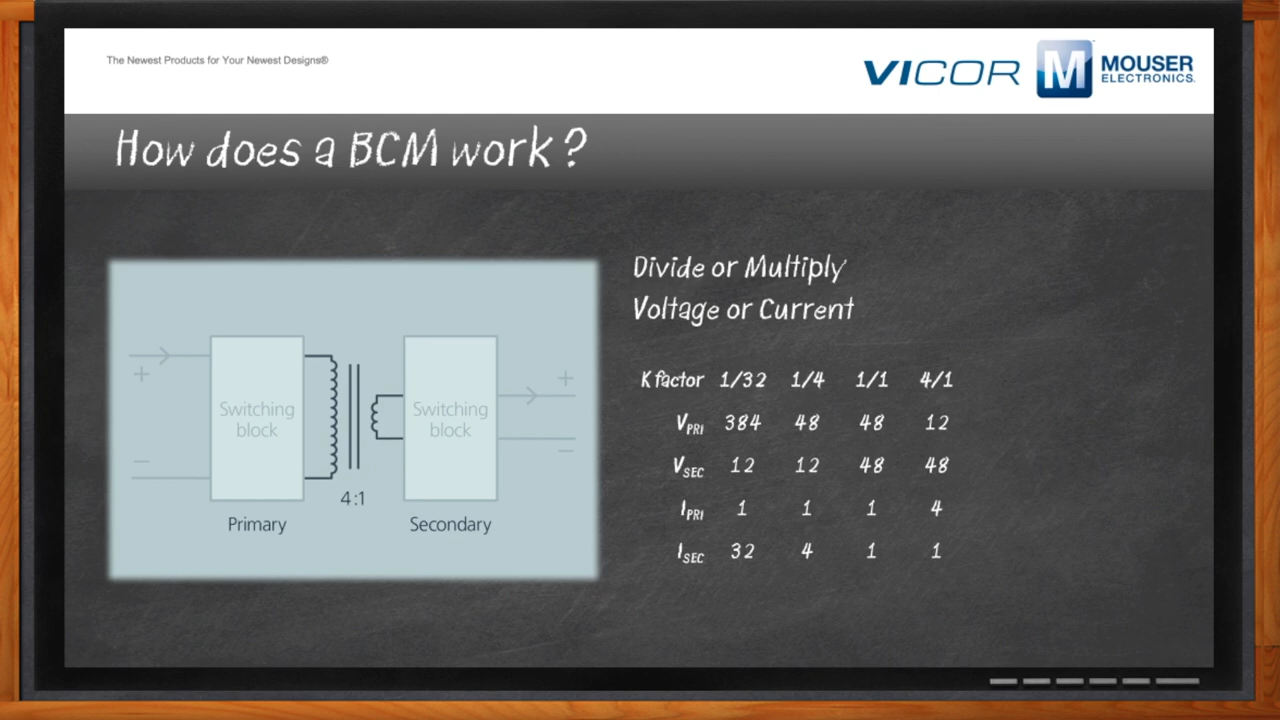 The Newest Products for Your Newest Designs®
VICOR
M
MOUSER
ELECTRONICS
How does a BCM work?
Divide or Multiply
Voltage or Current
K factor 1/32 1/4 1/1 4/1
VPRI 384 48 48 12
VSEC 12 12 48 48
IPRI 1 1 1 4
ISEC 32 4 1 1
+
−
Switching
block
Switching
block
+
−
4:1
Primary
Secondary